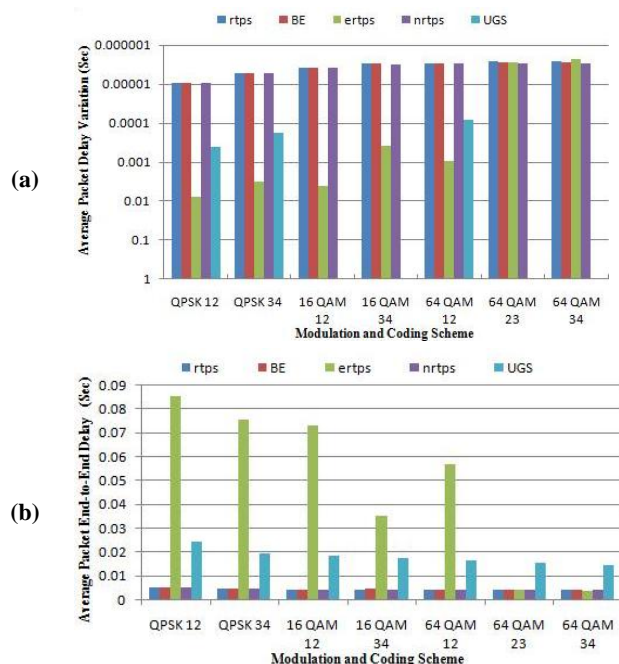 rtps BE ertps nrtps UGS
(a)
Average Packet Delay Variation (Sec)
0.000001
0.00001
0.0001
0.001
0.01
0.1
1
QPSK 12 QPSK 34 16 QAM 12 16 QAM 34 64 QAM 12 64 QAM 23 64 QAM 34
Modulation and Coding Scheme
rtps BE ertps nrtps UGS
(b)
Average Packet End-to-End Delay (Sec)
0.09
0.08
0.07
0.06
0.05
0.04
0.03
0.02
0.01
0
QPSK 12 QPSK 34 16 QAM 12 16 QAM 34 64 QAM 12 64 QAM 23 64 QAM 34
Modulation and Coding Scheme